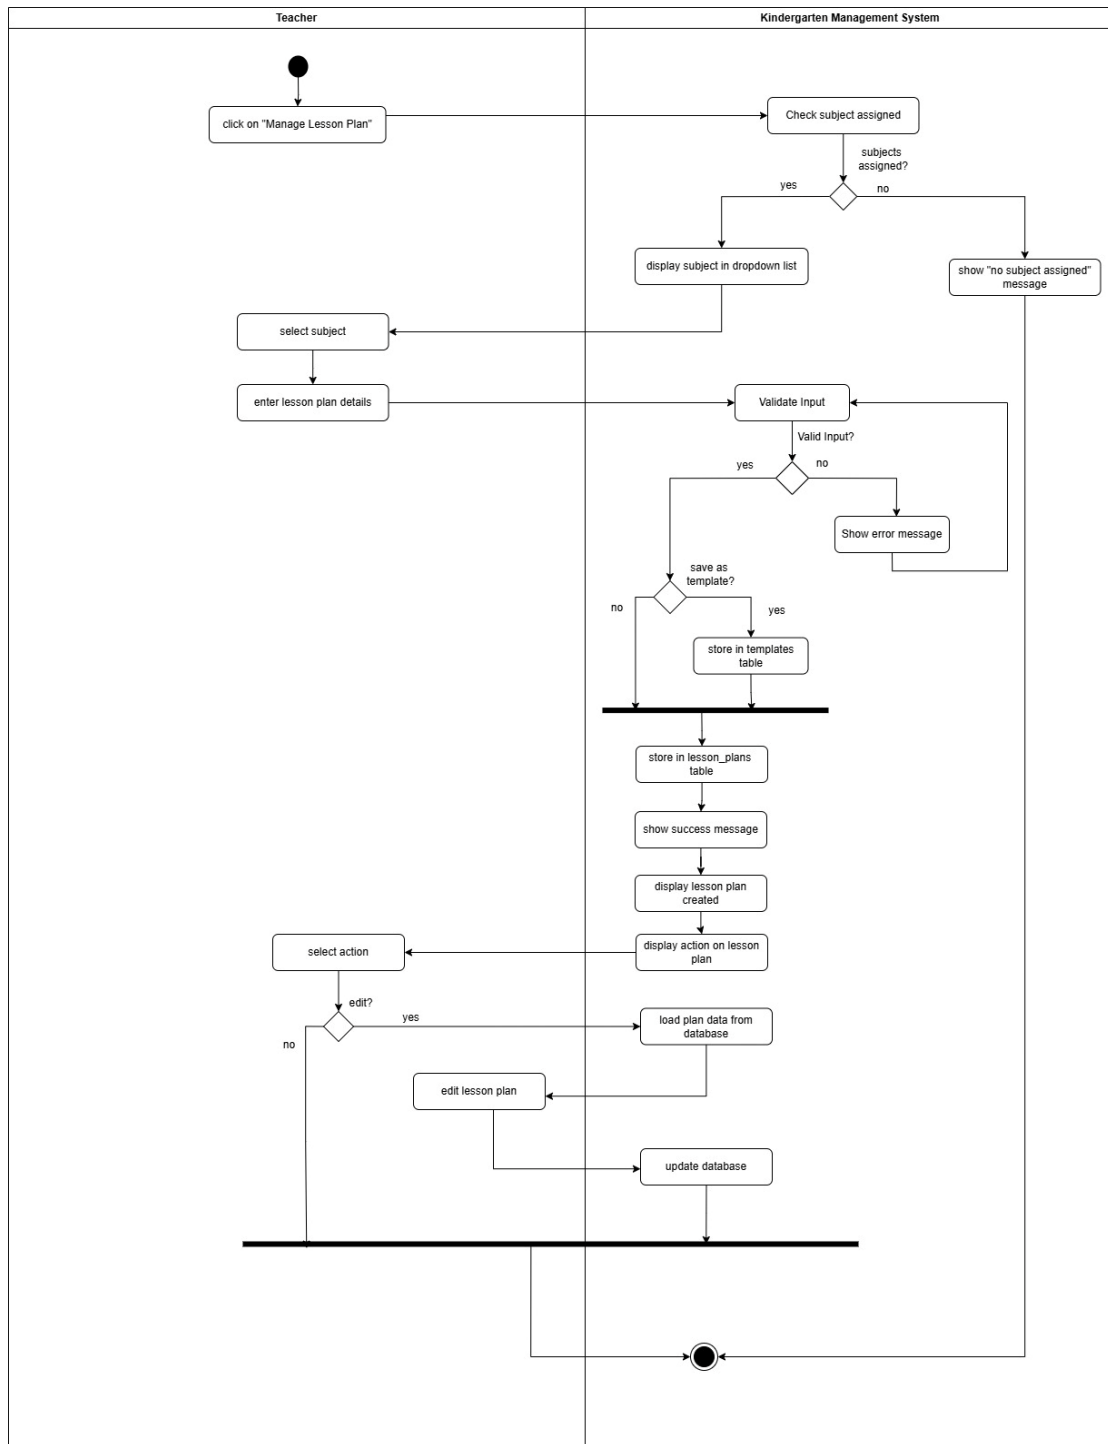 Teacher
Kindergarten Management System
click on "Manage Lesson Plan"
Check subject assigned
subjects
assigned?
yes
no
display subject in dropdown list
show "no subject assigned"
message
select subject
enter lesson plan details
Validate Input
Valid Input?
yes
no
Show error message
save as
template?
no
yes
store in templates
table
store in lesson_plans
table
show success message
display lesson plan
created
select action
display action on lesson
plan
edit?
yes
no
load plan data from
database
edit lesson plan
update database